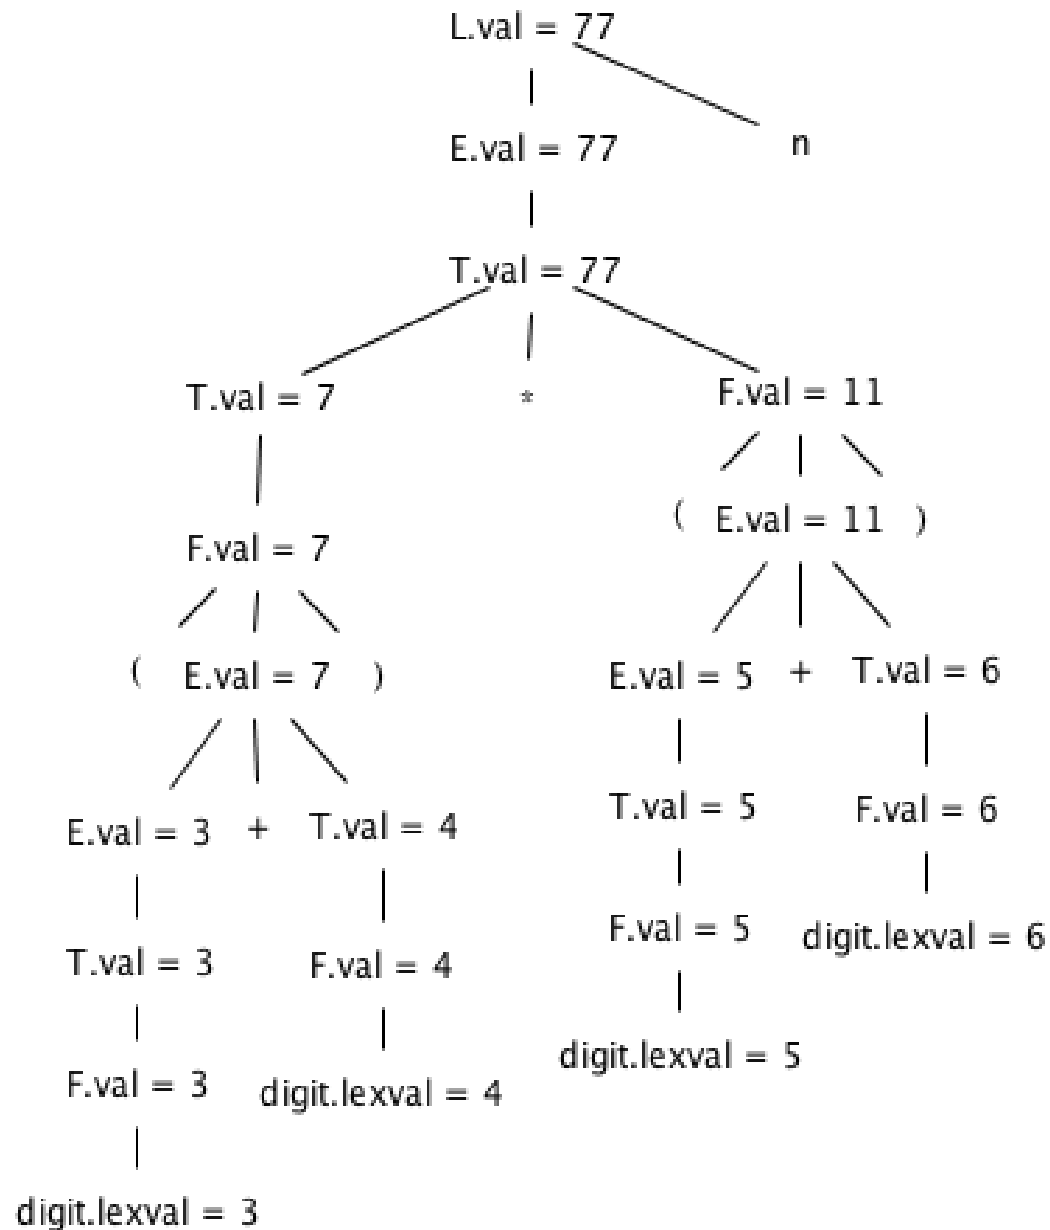 L.val = 77
E.val = 77 n
T.val = 77
T.val = 7 * F.val = 11
( E.val = 11 )
F.val = 7
( E.val = 7 ) E.val = 5 + T.val = 6
E.val = 3 + T.val = 4 T.val = 5 F.val = 6
F.val = 5 digit.lexval = 6
T.val = 3 F.val = 4
digit.lexval = 5
F.val = 3 digit.lexval = 4
digit.lexval = 3